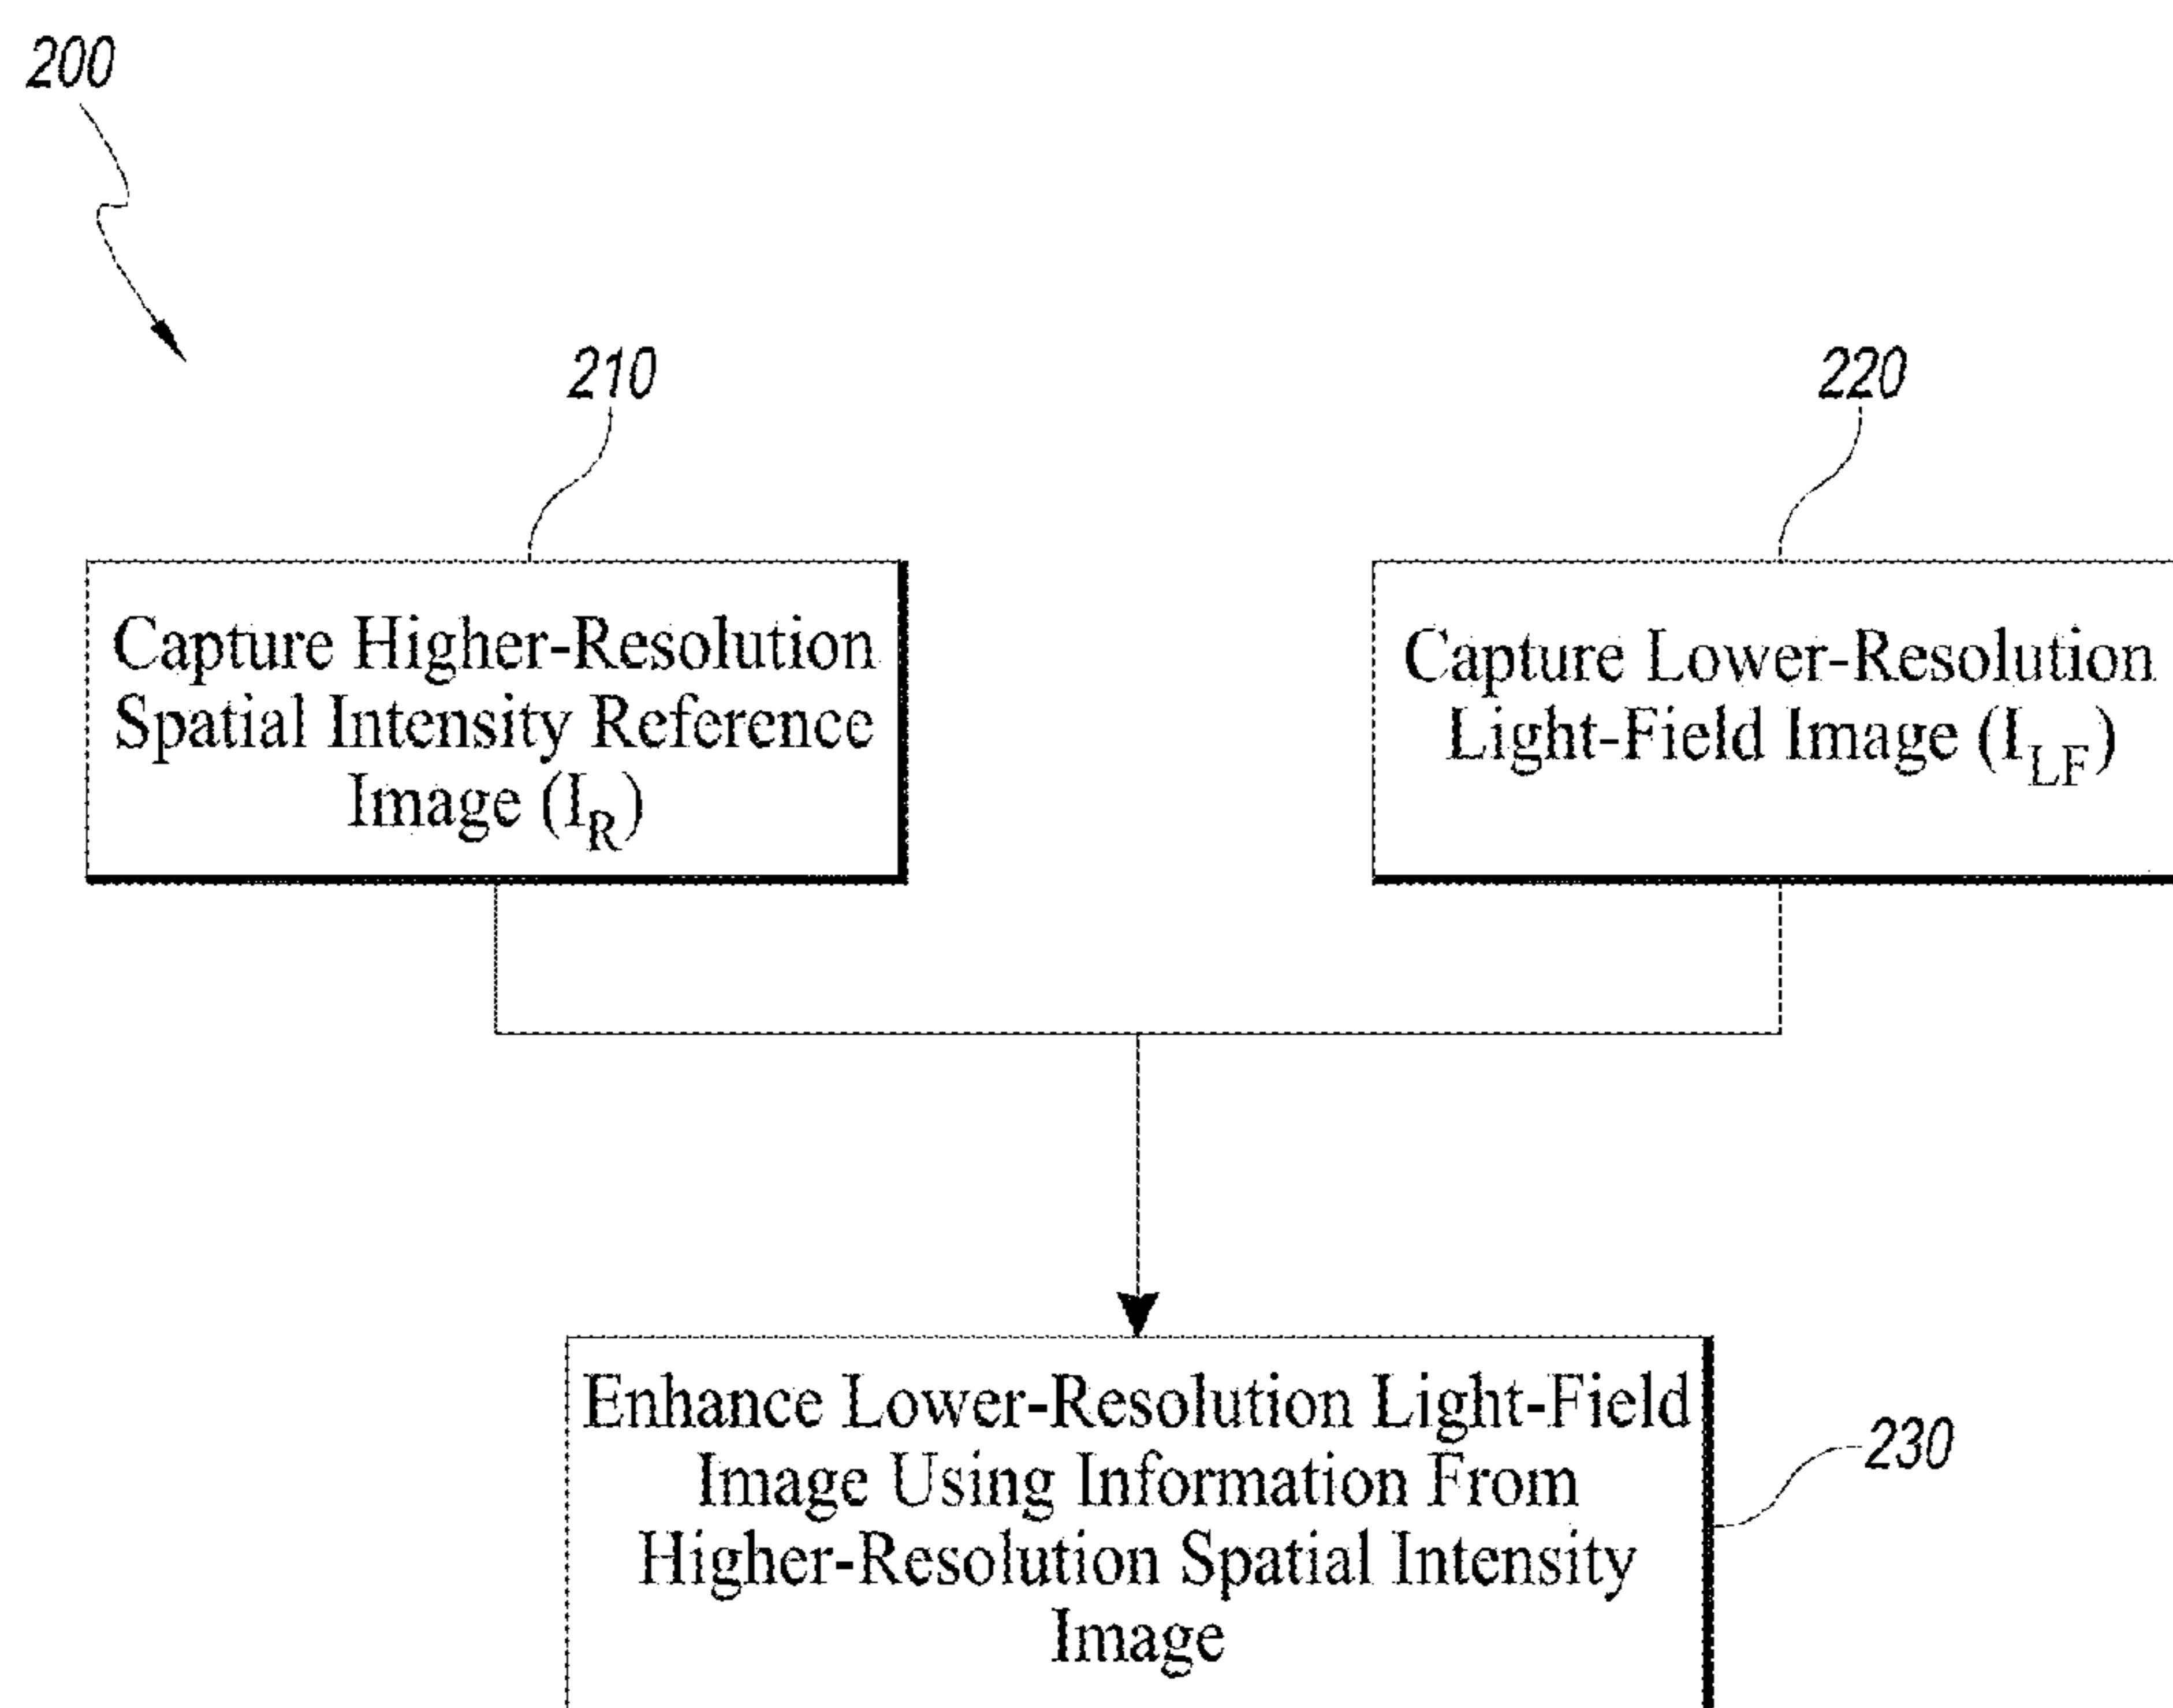 200
210
220
Capture Higher-Resolution
Spatial Intensity Reference
Image (I_R)
Capture Lower-Resolution
Light-Field Image (I_LF)
Enhance Lower-Resolution Light-Field
Image Using Information From
Higher-Resolution Spatial Intensity
Image
230